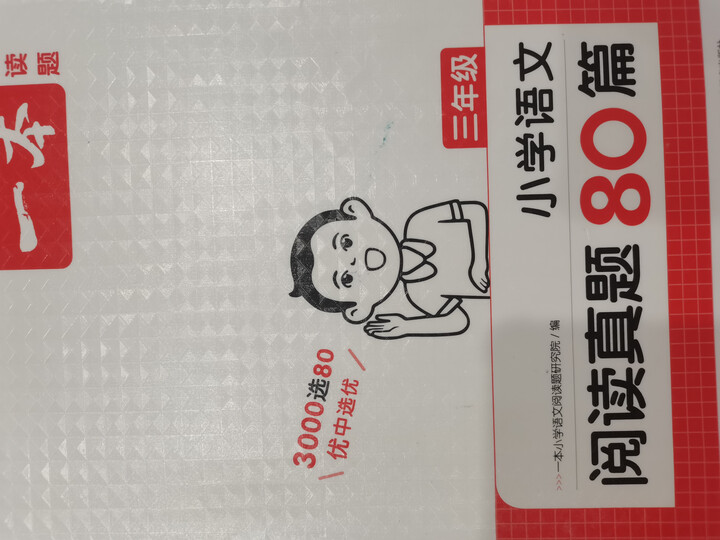 一本
读
题
3000选80
优中选优
三年级
小学语文
阅读真题80篇
>>>一本小学语文阅读题研究院/编